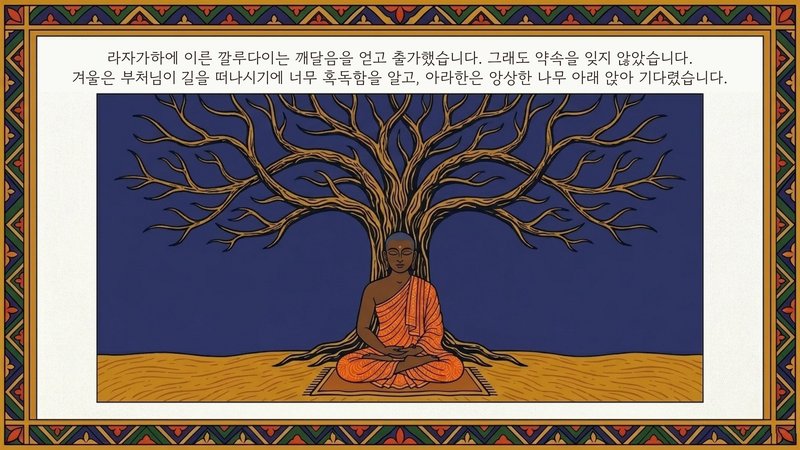 라자가하에 이른 깔루다이는 깨달음을 얻고 출가했습니다. 그래도 약속을 잊지 않았습니다.
겨울은 부처님이 길을 떠나시기에 너무 혹독함을 알고, 아라한은 앙상한 나무 아래 앉아 기다렸습니다.